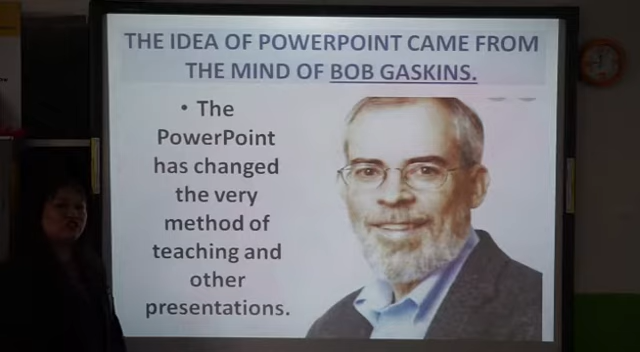 THE IDEA OF POWERPOINT CAME FROM
THE MIND OF BOB GASKINS.
• The
PowerPoint
has changed
the very
method of
teaching and
other
presentations.